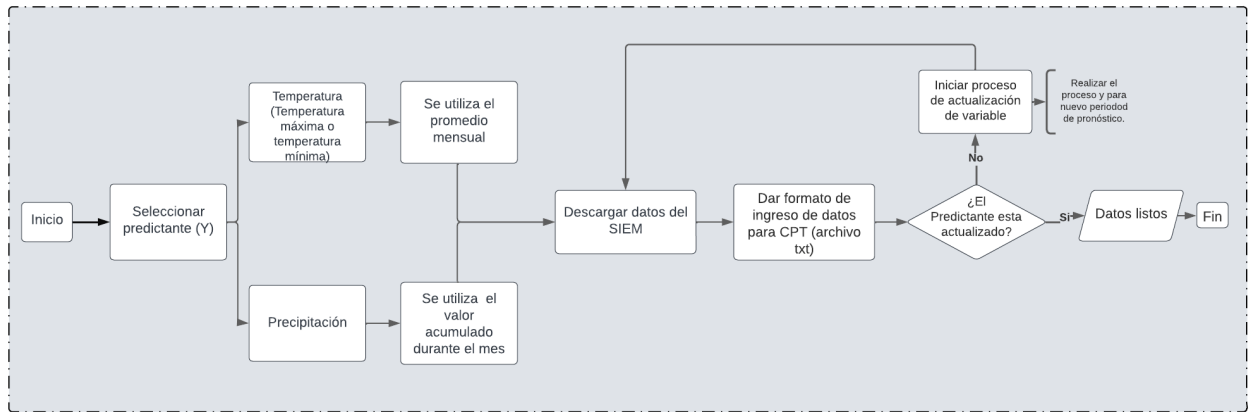 Inicio
Seleccionar
predictante (Y)
Temperatura
(Temperatura
máxima o
temperatura
mínima)
Se utiliza el
promedio
mensual
Precipitación
Se utiliza el
valor
acumulado
durante el mes
Descargar datos del
SIEM
Dar formato de
ingreso de datos
para CPT (archivo
txt)
¿El
Predictante esta
actualizado?
No
Iniciar proceso
de actualización
de variable
Realizar el
proceso y para
nuevo periodod
de pronóstico.
Si
Datos listos
Fin